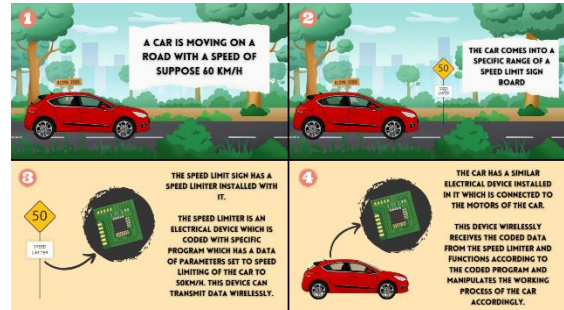 1
A CAR IS MOVING ON A
ROAD WITH A SPEED OF
SUPPOSE 60 KM/H
2
THE CAR COMES INTO A
SPECIFIC RANGE OF A
SPEED LIMIT SIGN
BOARD
50
SPEED
LIMITER
3
THE SPEED LIMIT SIGN HAS A
SPEED LIMITER INSTALLED WITH
IT.
THE SPEED LIMITER IS AN
ELECTRICAL DEVICE WHICH IS
CODED WITH SPECIFIC
PROGRAM WHICH HAS A DATA
OF PARAMETERS SET TO SPEED
LIMITING OF THE CAR TO
50KM/H. THIS DEVICE CAN
TRANSMIT DATA WIRELESSLY.
50
SPEED
LIMITER
4
THE CAR HAS A SIMILAR
ELECTRICAL DEVICE INSTALLED
IN IT WHICH IS CONNECTED TO
THE MOTORS OF THE CAR.
THIS DEVICE WIRELESSLY
RECEIVES THE CODED DATA
FROM THE SPEED LIMITER AND
FUNCTIONS ACCORDING TO
THE CODED PROGRAM AND
MANIPULATES THE WORKING
PROCESS OF THE CAR
ACCORDINGLY.